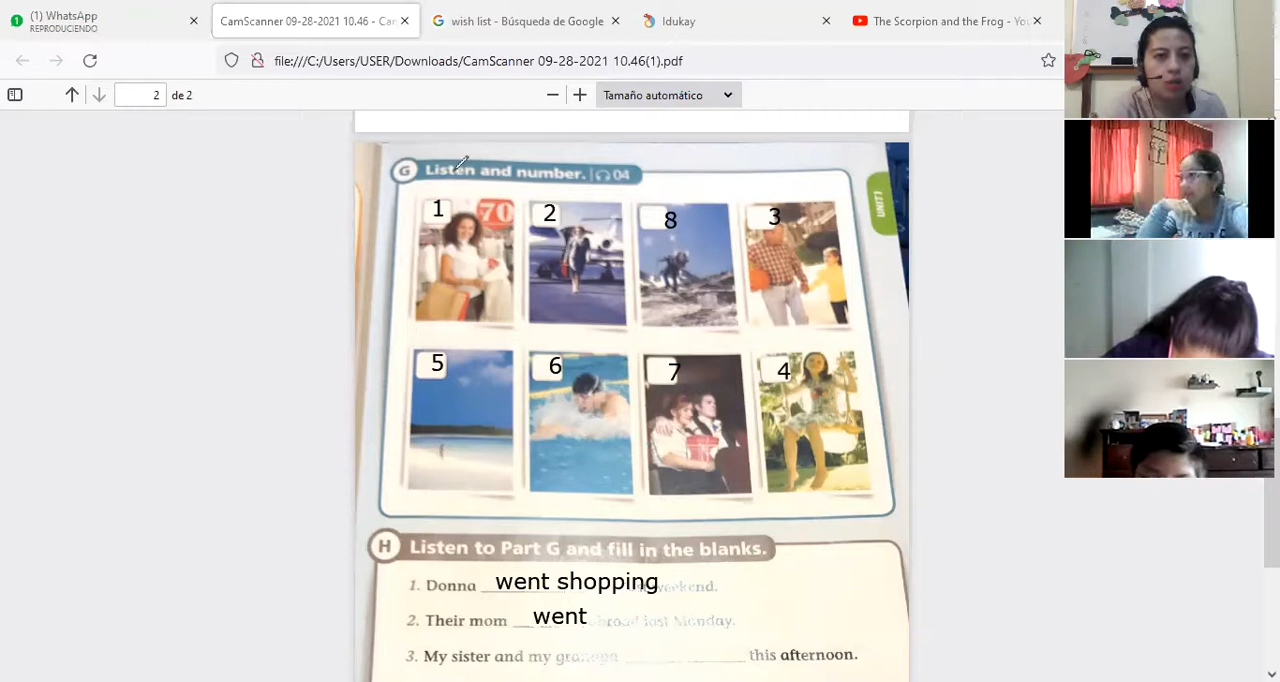 (1) WhatsApp
REPRODUCIENDO
CamScanner 09-28-2021 10.46 - Car
wish list - Búsqueda de Google
Idukay
The Scorpion and the Frog - You
file:///C:/Users/USER/Downloads/CamScanner 09-28-2021 10.46(1).pdf
2 de 2
Tamaño automático
G Listen and number. 04
UNIT 1
1 2 8 3
70
5 6 7 4
H Listen to Part G and fill in the blanks.
1. Donna went shopping weekend.
2. Their mom went abroad last Monday.
3. My sister and my grandpa this afternoon.